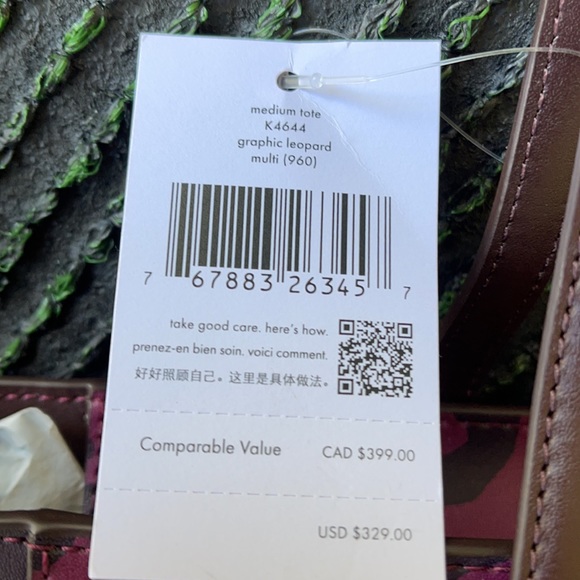 medium tote
K4644
graphic leopard
multi (960)
7 67883 26345 7
take good care. here's how.
prenez-en bien soin. voici comment.
好好照顾自己。这里是具体做法。
Comparable Value CAD $399.00
USD $329.00